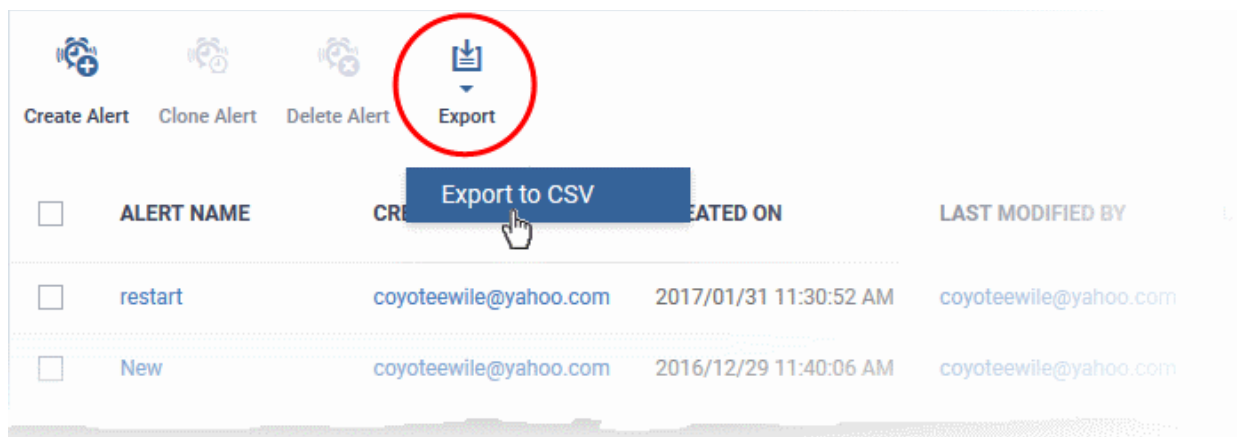 Create Alert Clone Alert Delete Alert Export
Export to CSV
ALERT NAME CRE EATED ON LAST MODIFIED BY
restart coyoteewile@yahoo.com 2017/01/31 11:30:52 AM coyoteewile@yahoo.com
New coyoteewile@yahoo.com 2016/12/29 11:40:06 AM coyoteewile@yahoo.com